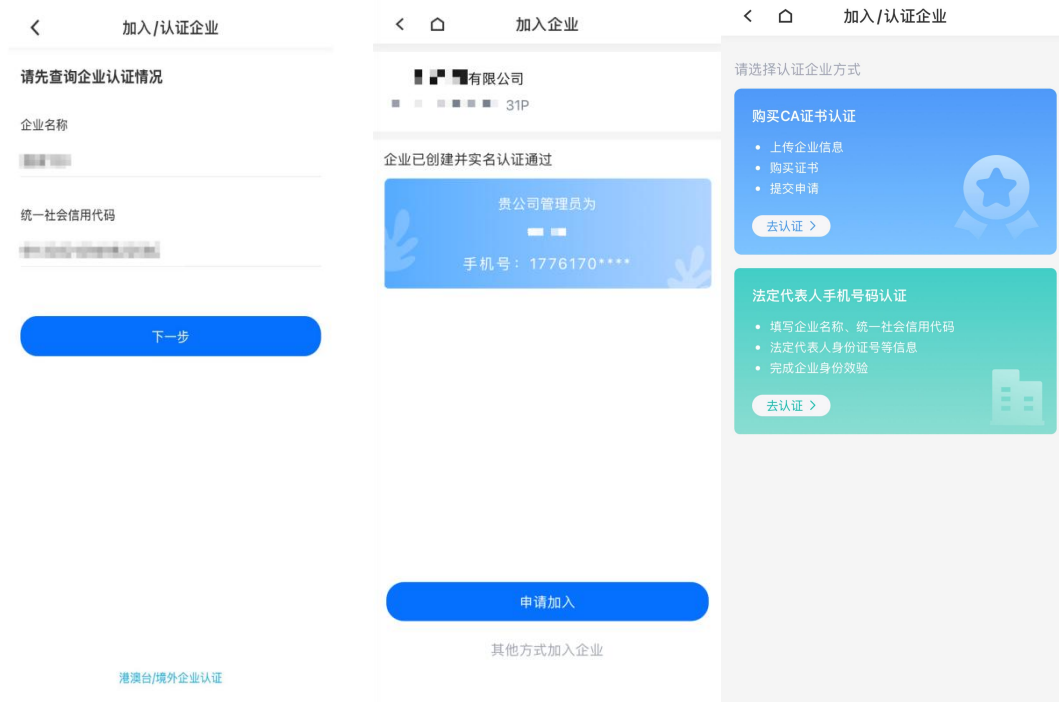 加入/认证企业
请先查询企业认证情况
企业名称
统一社会信用代码
下一步
港澳台/境外企业认证
加入企业
有限公司
31P
企业已创建并实名认证通过
贵公司管理员为
手机号：1776170****
申请加入
其他方式加入企业
加入/认证企业
请选择认证企业方式
购买CA证书认证
• 上传企业信息
• 购买证书
• 提交申请
去认证 >
法定代表人手机号码认证
• 填写企业名称、统一社会信用代码
• 法定代表人身份证号等信息
• 完成企业身份效验
去认证 >